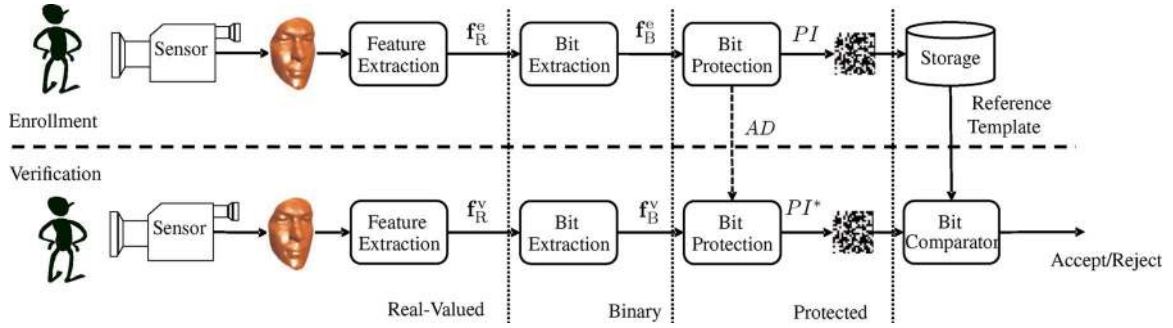 Sensor
Feature
Extraction
f_R^e
Bit
Extraction
f_B^e
Bit
Protection
PI
Storage
Enrollment
AD
Reference
Template
Verification
Sensor
Feature
Extraction
f_R^v
Bit
Extraction
f_B^v
Bit
Protection
PI*
Bit
Comparator
Accept/Reject
Real-Valued
Binary
Protected